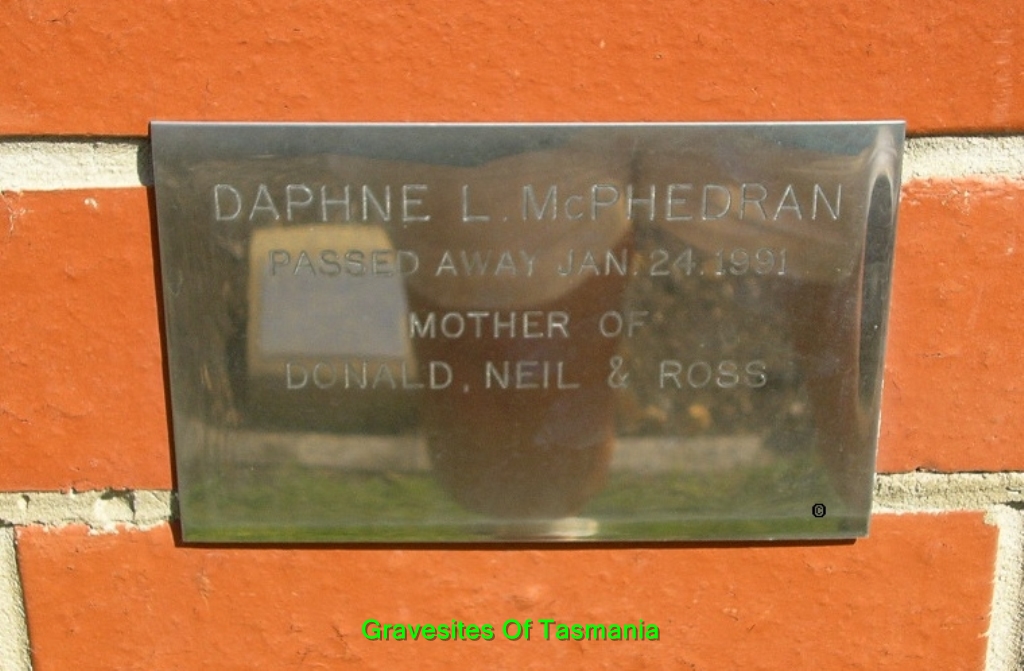 DAPHNE L. McPHEDRAN
PASSED AWAY JAN. 24. 1991
MOTHER OF
DONALD, NEIL & ROSS
©
Gravesites Of Tasmania